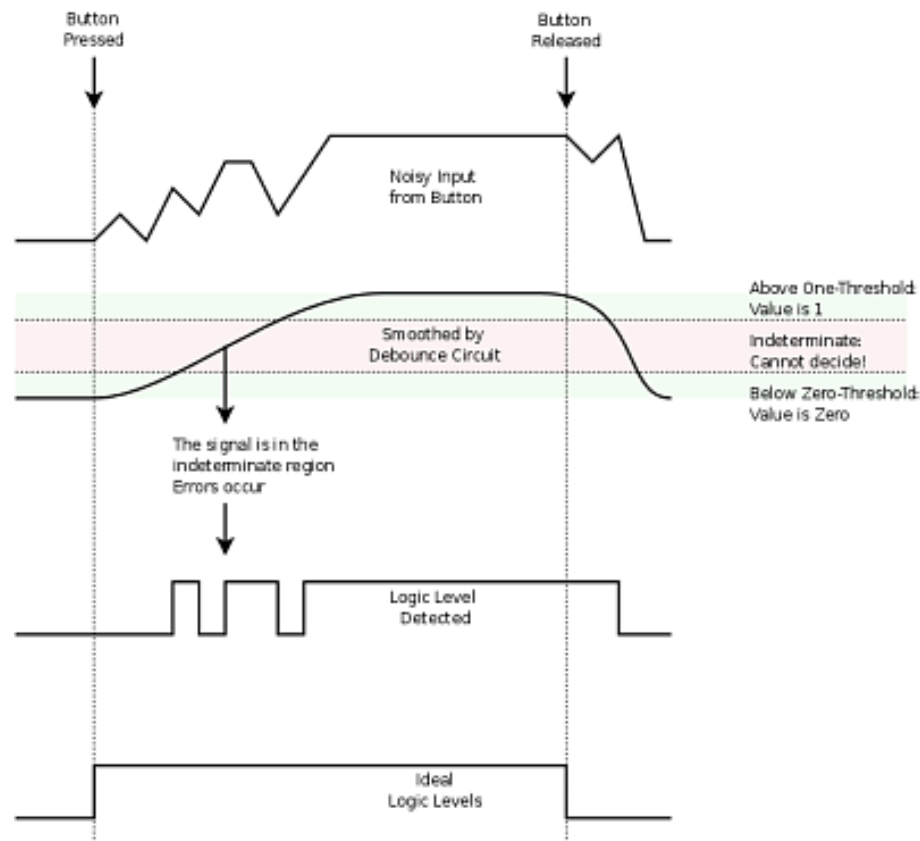 Button
Pressed
Button
Released
Noisy Input
from Button
Above One-Threshold:
Value is 1
Smoothed by
Debounce Circuit
Indeterminate:
Cannot decide!
Below Zero-Threshold:
Value is Zero
The signal is in the
indeterminate region
Errors occur
Logic Level
Detected
Ideal
Logic Levels